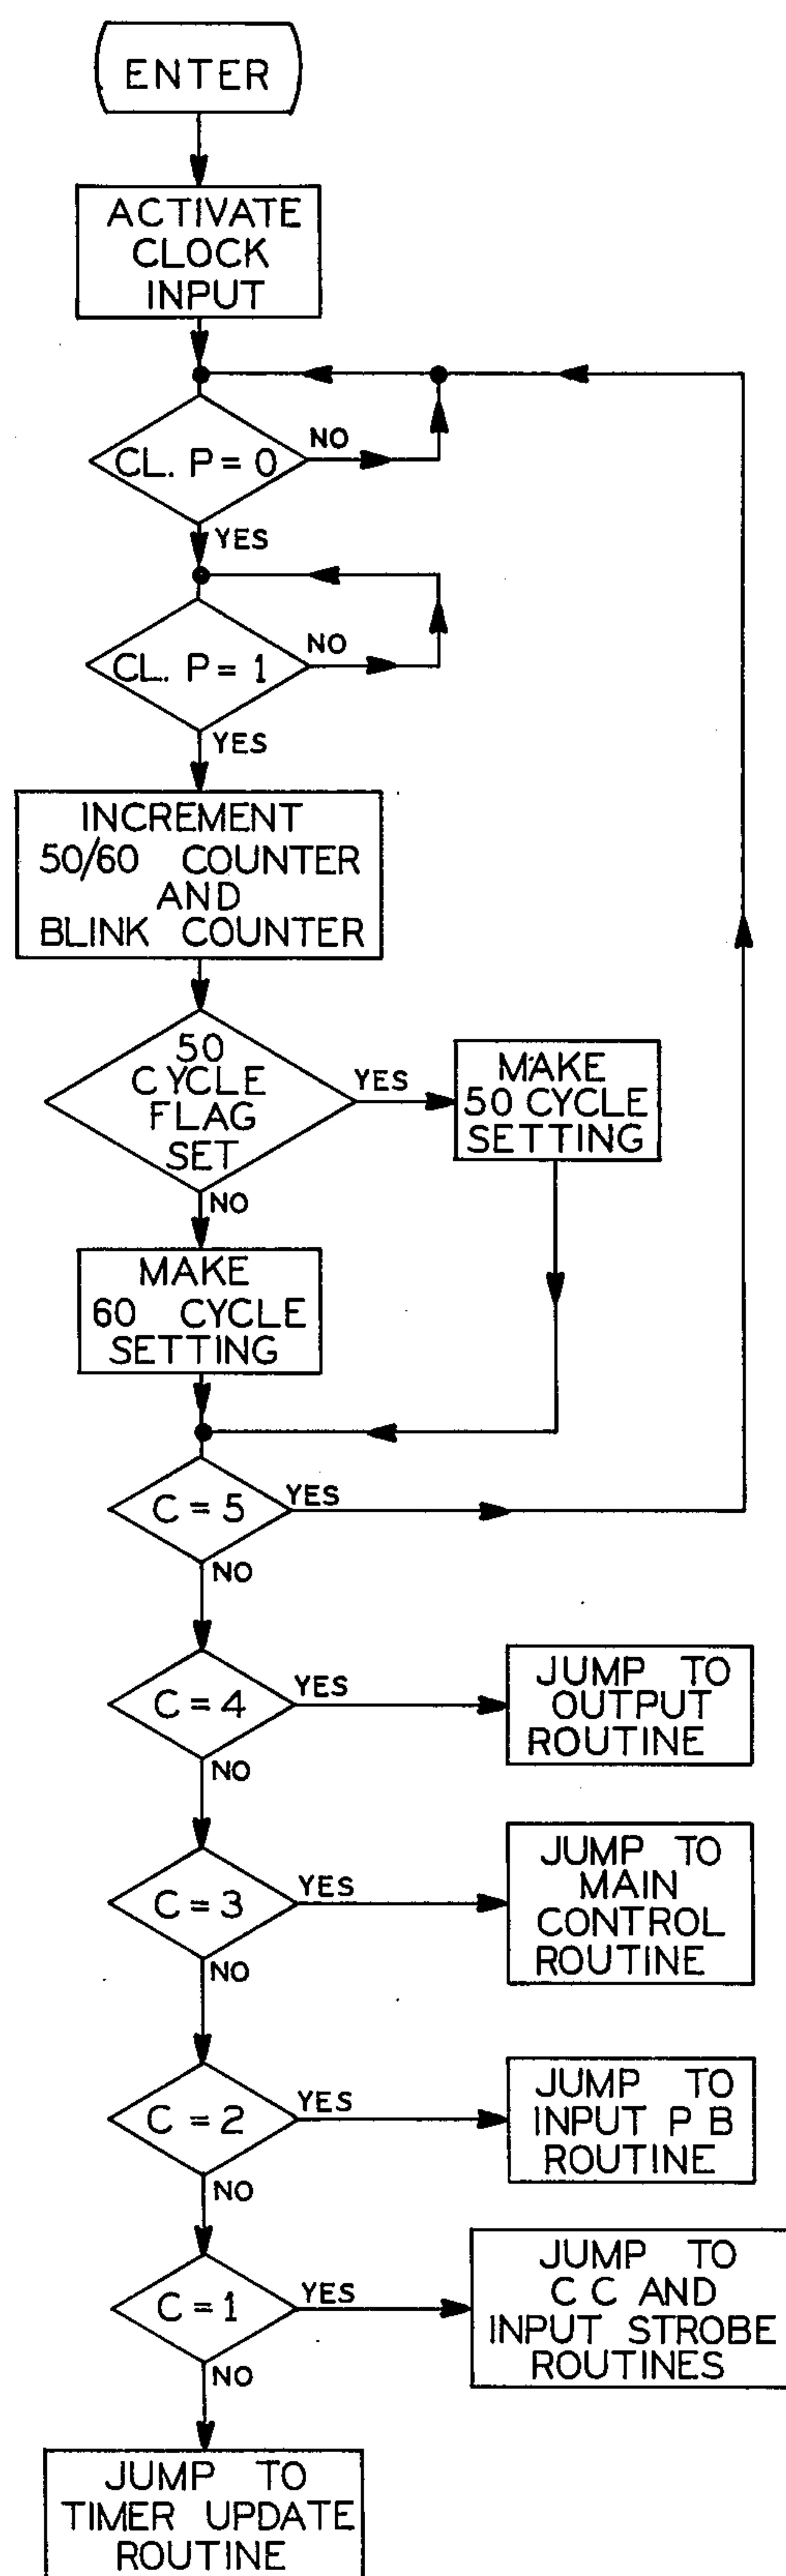 ENTER
ACTIVATE
CLOCK
INPUT
CL. P = 0
NO
YES
CL. P = 1
NO
YES
INCREMENT
50/60 COUNTER
AND
BLINK COUNTER
50
CYCLE
FLAG
SET
YES
MAKE
50 CYCLE
SETTING
NO
MAKE
60 CYCLE
SETTING
C = 5
YES
NO
C = 4
YES
JUMP TO
OUTPUT
ROUTINE
NO
C = 3
YES
JUMP TO
MAIN
CONTROL
ROUTINE
NO
C = 2
YES
JUMP TO
INPUT P B
ROUTINE
NO
C = 1
YES
JUMP TO
C C AND
INPUT STROBE
ROUTINES
NO
JUMP TO
TIMER UPDATE
ROUTINE